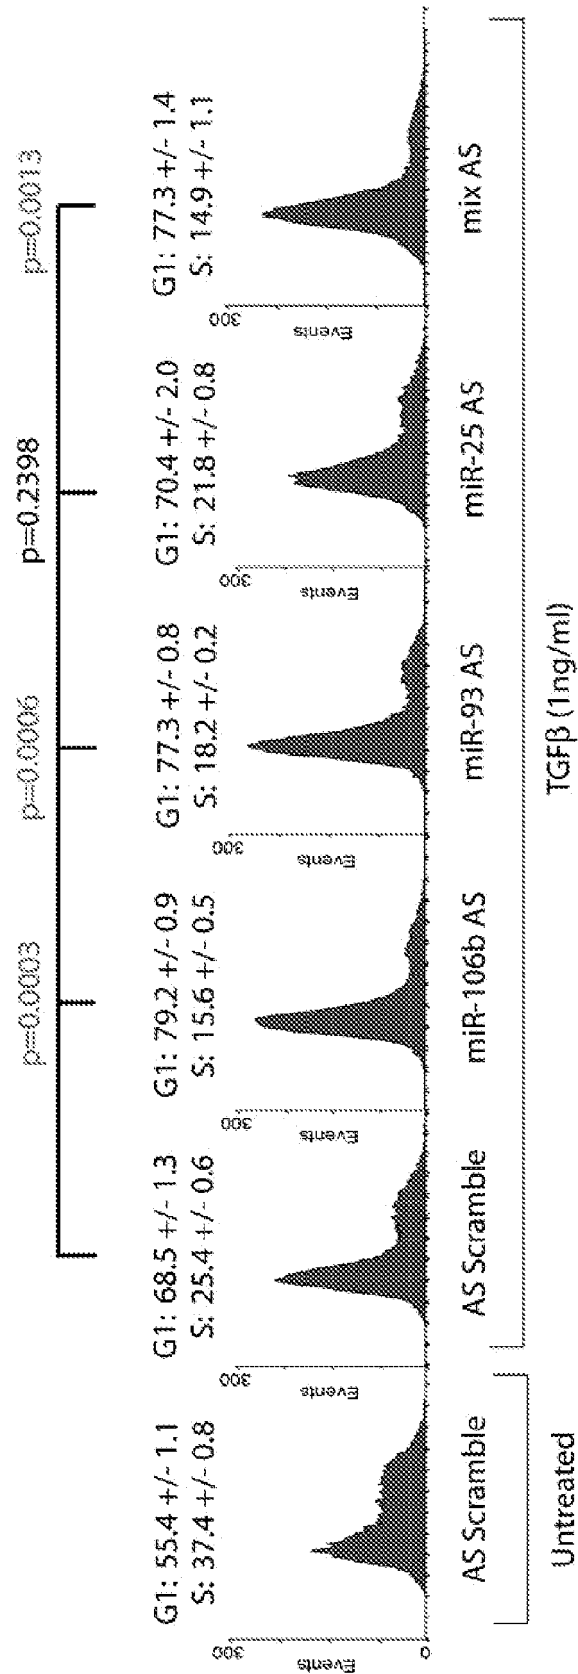 p=0.0003
p=0.0006
p=0.2398
p=0.0013
G1: 55.4 +/- 1.1
S: 37.4 +/- 0.8
G1: 68.5 +/- 1.3
S: 25.4 +/- 0.6
G1: 79.2 +/- 0.9
S: 15.6 +/- 0.5
G1: 77.3 +/- 0.8
S: 18.2 +/- 0.2
G1: 70.4 +/- 2.0
S: 21.8 +/- 0.8
G1: 77.3 +/- 1.4
S: 14.9 +/- 1.1
300
Events
0
300
Events
300
Events
300
Events
300
Events
300
Events
AS Scramble
AS Scramble
miR-106b AS
miR-93 AS
miR-25 AS
mix AS
Untreated
TGFβ (1ng/ml)